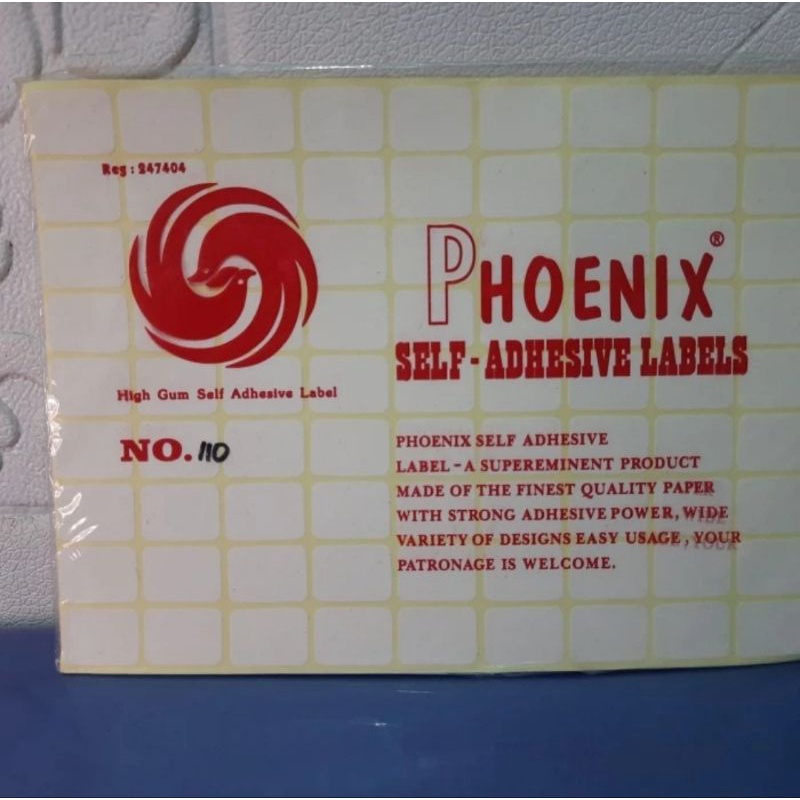 Reg : 247404
PHOENIX®
SELF-ADHESIVE LABELS
High Gum Self Adhesive Label
NO. 110
PHOENIX SELF ADHESIVE
LABEL – A SUPEREMINENT PRODUCT
MADE OF THE FINEST QUALITY PAPER
WITH STRONG ADHESIVE POWER, WIDE
VARIETY OF DESIGNS EASY USAGE , YOUR
PATRONAGE IS WELCOME.